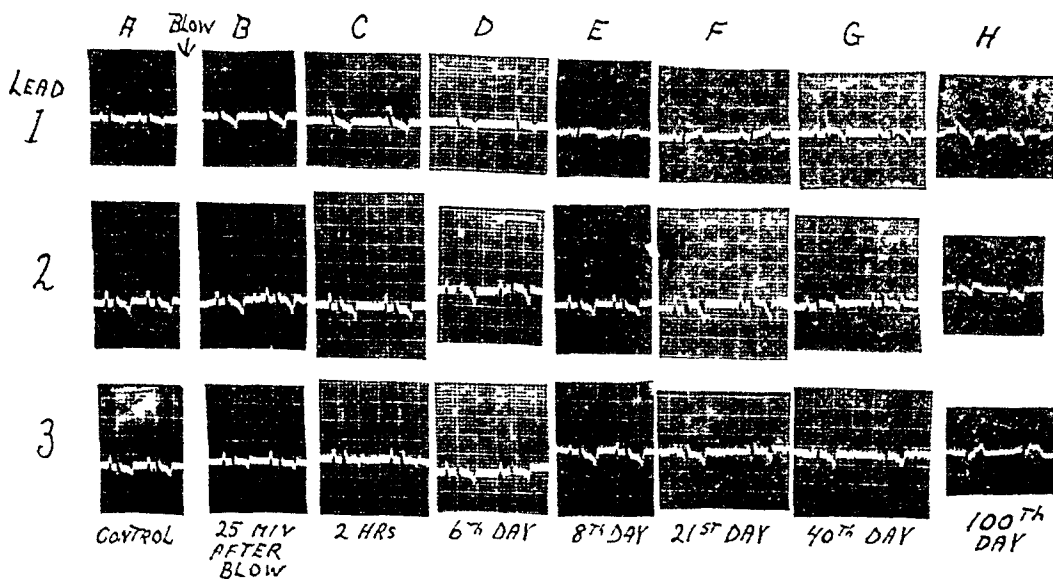 A BLOW B C D E F G H
LEAD
1
2
3
CONTROL 25 MIN AFTER BLOW 2 HRS 6TH DAY 8TH DAY 21ST DAY 40TH DAY 100TH DAY